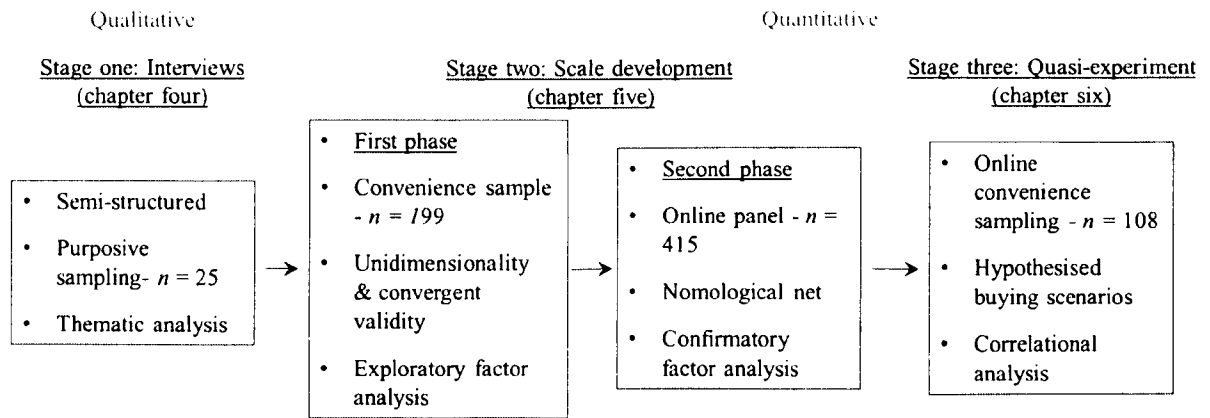 Qualitative
Quantitative
Stage one: Interviews
(chapter four)
Stage two: Scale development
(chapter five)
Stage three: Quasi-experiment
(chapter six)
• Semi-structured
• Purposive
sampling- n = 25
• Thematic analysis
• First phase
• Convenience sample
- n = 199
• Unidimensionality
& convergent
validity
• Exploratory factor
analysis
• Second phase
• Online panel - n =
415
• Nomological net
• Confirmatory
factor analysis
• Online
convenience
sampling - n = 108
• Hypothesised
buying scenarios
• Correlational
analysis